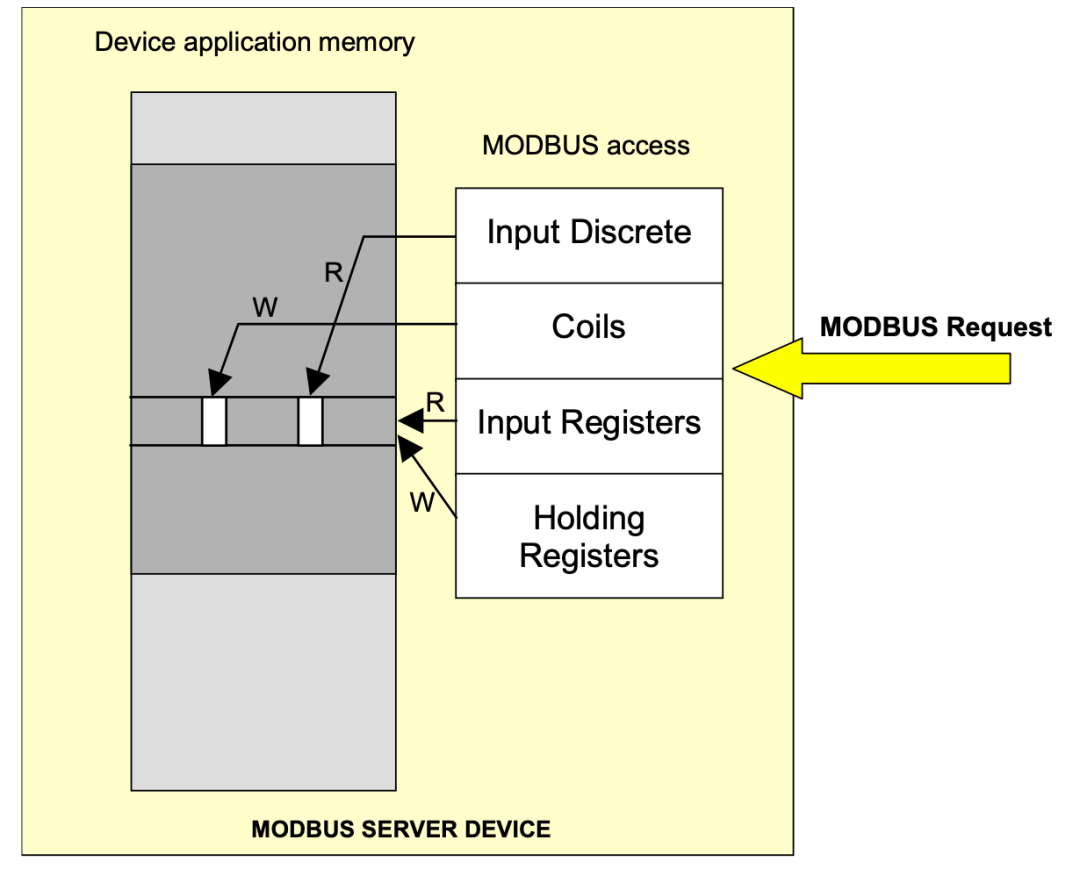 Device application memory
MODBUS access
Input Discrete
R
W
Coils
MODBUS Request
R
Input Registers
W
Holding
Registers
MODBUS SERVER DEVICE